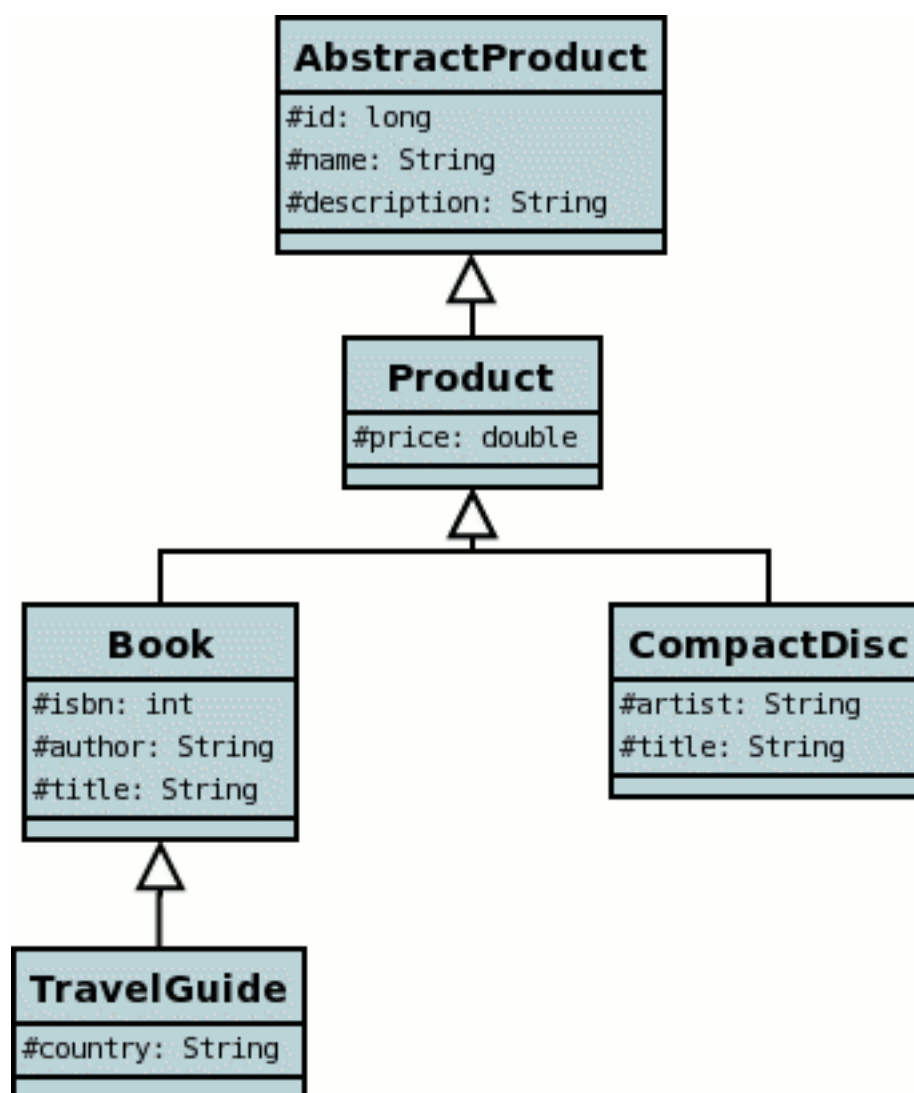 AbstractProduct
#id: long
#name: String
#description: String
Product
#price: double
Book
#isbn: int
#author: String
#title: String
CompactDisc
#artist: String
#title: String
TravelGuide
#country: String